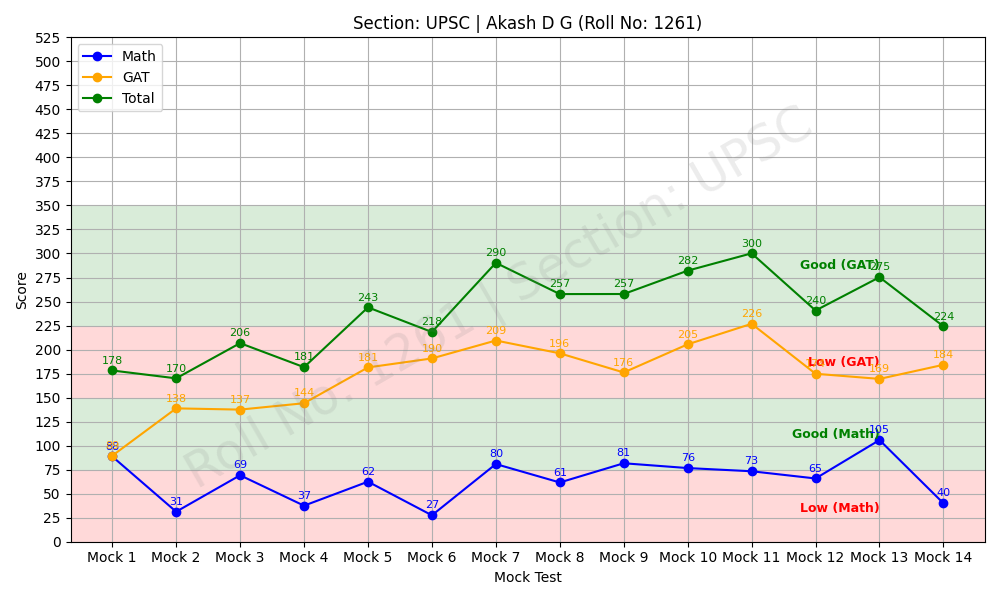 Section: UPSC | Akash D G (Roll No: 1261)
Math
GAT
Total
Score
525
500
475
450
425
400
375
350
325
300
275
250
225
200
175
150
125
100
75
50
25
0
Roll No: 1261 | Section: UPSC
178 170 206 181 243 218 290 257 257 282 300 240 275 224
138 137 144 181 190 209 196 176 205 226 169 184
31 69 37 62 27 80 61 81 76 73 65 105 40
Good (GAT)
Low (GAT)
Good (Math)
Low (Math)
Mock 1 Mock 2 Mock 3 Mock 4 Mock 5 Mock 6 Mock 7 Mock 8 Mock 9 Mock 10 Mock 11 Mock 12 Mock 13 Mock 14
Mock Test